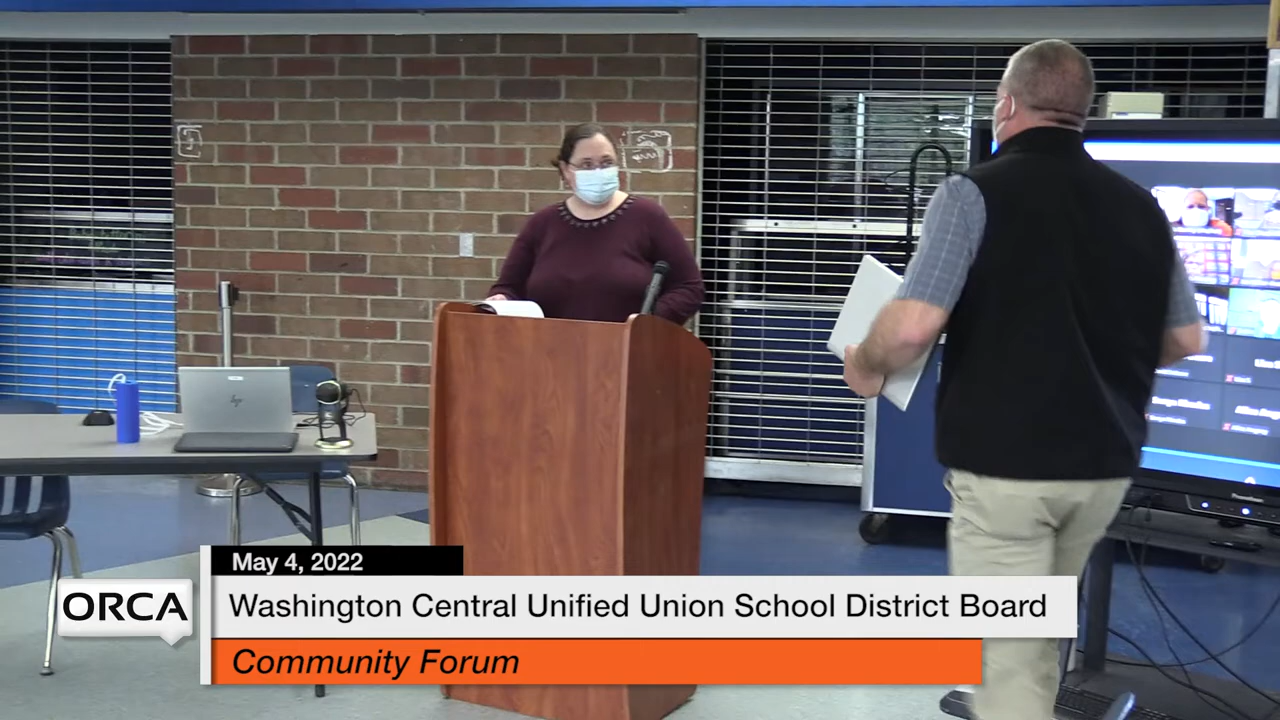 May 4, 2022
ORCA
Washington Central Unified Union School District Board
Community Forum